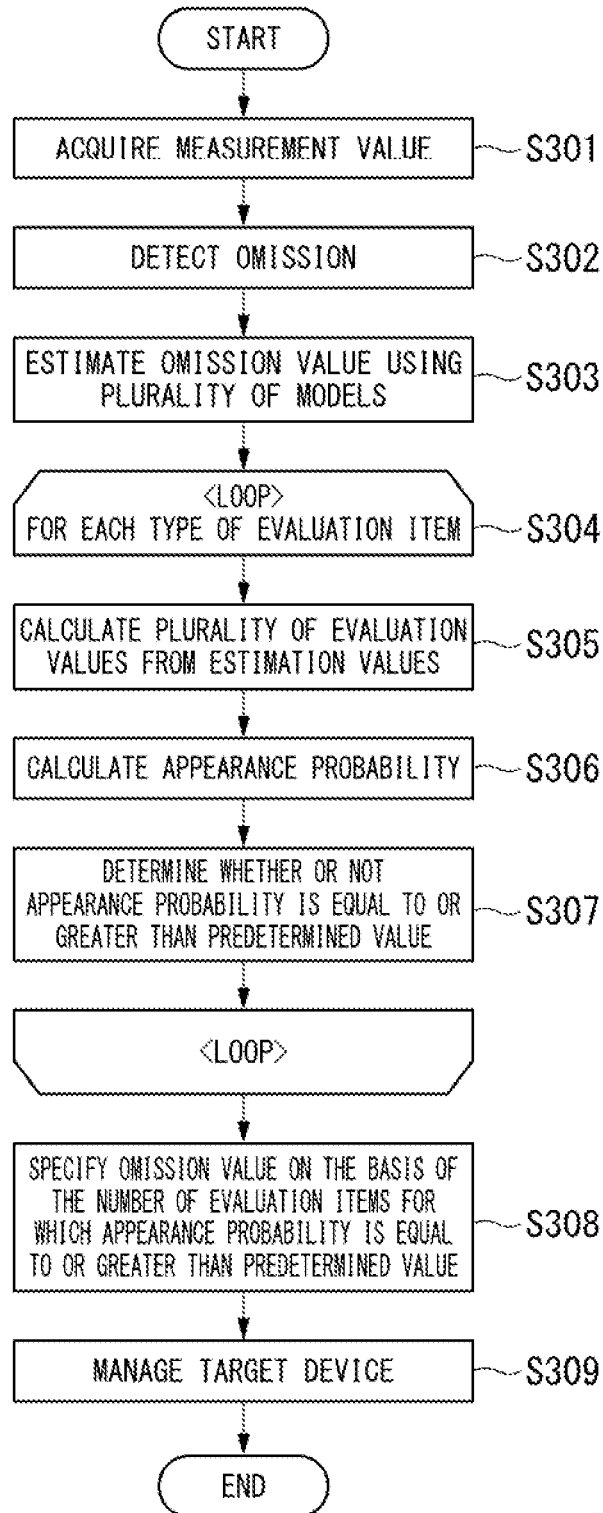 START
ACQUIRE MEASUREMENT VALUE
S301
DETECT OMISSION
S302
ESTIMATE OMISSION VALUE USING
PLURALITY OF MODELS
S303
<LOOP>
FOR EACH TYPE OF EVALUATION ITEM
S304
CALCULATE PLURALITY OF EVALUATION
VALUES FROM ESTIMATION VALUES
S305
CALCULATE APPEARANCE PROBABILITY
S306
DETERMINE WHETHER OR NOT
APPEARANCE PROBABILITY IS EQUAL TO OR
GREATER THAN PREDETERMINED VALUE
S307
<LOOP>
SPECIFY OMISSION VALUE ON THE BASIS OF
THE NUMBER OF EVALUATION ITEMS FOR
WHICH APPEARANCE PROBABILITY IS EQUAL
TO OR GREATER THAN PREDETERMINED VALUE
S308
MANAGE TARGET DEVICE
S309
END